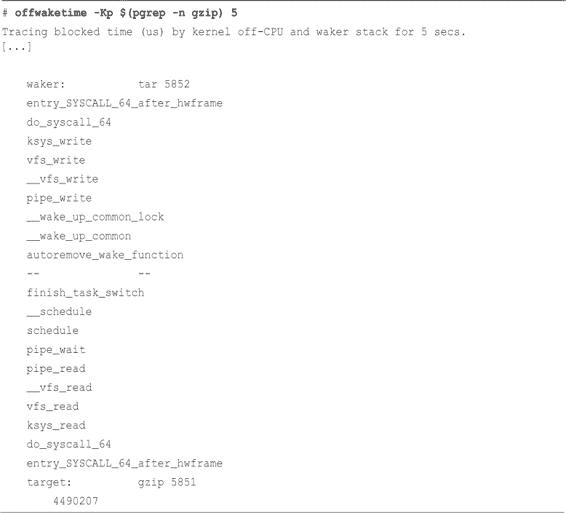 # offwaketime -Kp $(pgrep -n gzip) 5
Tracing blocked time (us) by kernel off-CPU and waker stack for 5 secs.
[...]
waker:          tar 5852
entry_SYSCALL_64_after_hwframe
do_syscall_64
ksys_write
vfs_write
__vfs_write
pipe_write
__wake_up_common_lock
__wake_up_common
autoremove_wake_function
--              --
finish_task_switch
__schedule
schedule
pipe_wait
pipe_read
__vfs_read
vfs_read
ksys_read
do_syscall_64
entry_SYSCALL_64_after_hwframe
target:         gzip 5851
4490207